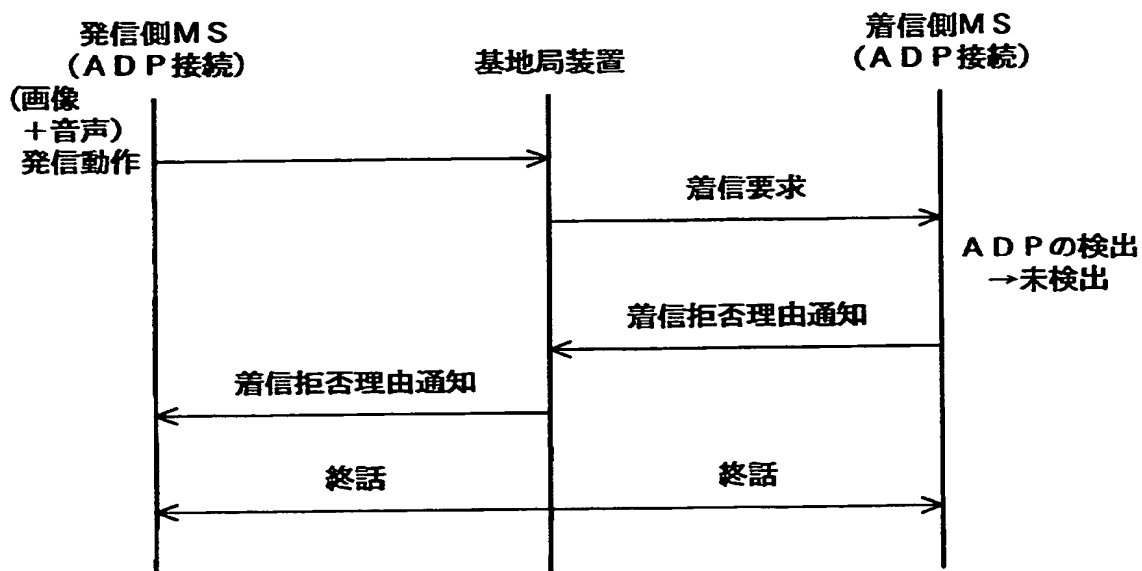 発信側ＭＳ
（ＡＤＰ接続）
基地局装置
着信側ＭＳ
（ＡＤＰ接続）
（画像
＋音声）
発信動作
着信要求
ＡＤＰの検出
→未検出
着信拒否理由通知
着信拒否理由通知
終話
終話